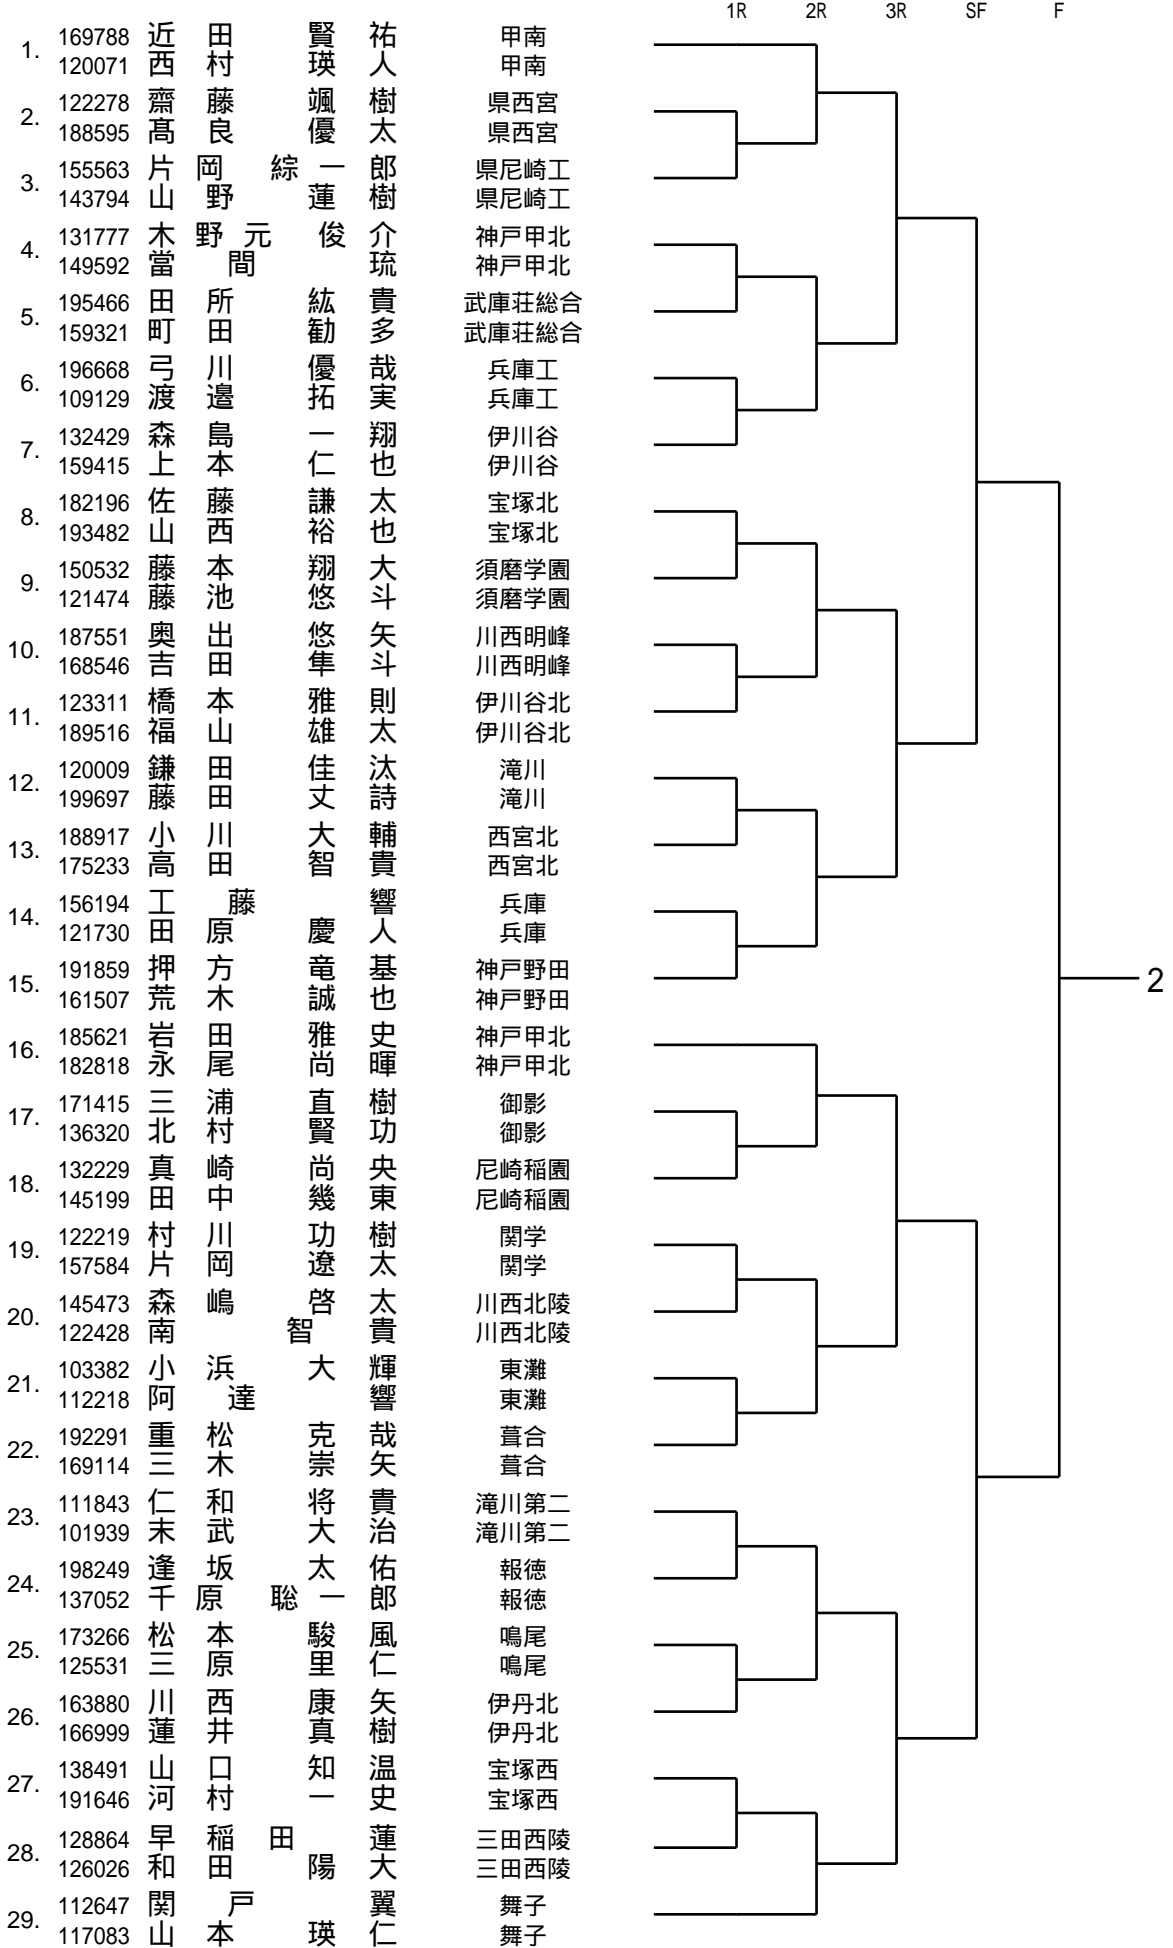 1R 2R 3R SF F
1. 169788 近田 賢祐 甲南
120071 西村 瑛人 甲南
2. 122278 齋藤 颯樹 県西宮
188595 髙良 優太 県西宮
3. 155563 片岡 綜一郎 県尼崎工
143794 山野 蓮樹 県尼崎工
4. 131777 木野元 俊介 神戸甲北
149592 當間 琉 神戸甲北
5. 195466 田所 紘貴 武庫荘総合
159321 町田 勧多 武庫荘総合
6. 196668 弓川 優哉 兵庫工
109129 渡邉 拓実 兵庫工
7. 132429 森島 一翔 伊川谷
159415 上本 仁也 伊川谷
8. 182196 佐藤 謙太 宝塚北
193482 山西 裕也 宝塚北
9. 150532 藤本 翔大 須磨学園
121474 藤池 悠斗 須磨学園
10. 187551 奥出 悠矢 川西明峰
168546 吉田 隼斗 川西明峰
11. 123311 橋本 雅則 伊川谷北
189516 福山 雄太 伊川谷北
12. 120009 鎌田 佳汰 滝川
199697 藤田 丈詩 滝川
13. 188917 小川 大輔 西宮北
175233 高田 智貴 西宮北
14. 156194 工藤 響 兵庫
121730 田原 慶人 兵庫
15. 191859 押方 竜基 神戸野田
161507 荒木 誠也 神戸野田
2
16. 185621 岩田 雅史 神戸甲北
182818 永尾 尚暉 神戸甲北
17. 171415 三浦 直樹 御影
136320 北村 賢功 御影
18. 132229 真崎 尚央 尼崎稲園
145199 田中 幾東 尼崎稲園
19. 122219 村川 功樹 関学
157584 片岡 遼太 関学
20. 145473 森嶋 啓太 川西北陵
122428 南 智貴 川西北陵
21. 103382 小浜 大輝 東灘
112218 阿達 響 東灘
22. 192291 重松 克哉 葺合
169114 三木 崇矢 葺合
23. 111843 仁和 将貴 滝川第二
101939 末武 大治 滝川第二
24. 198249 逢坂 太佑 報徳
137052 千原 聡一郎 報徳
25. 173266 松本 駿風 鳴尾
125531 三原 里仁 鳴尾
26. 163880 川西 康矢 伊丹北
166999 蓮井 真樹 伊丹北
27. 138491 山口 知温 宝塚西
191646 河村 一史 宝塚西
28. 128864 早稲田 蓮 三田西陵
126026 和田 陽大 三田西陵
29. 112647 関戸 翼 舞子
117083 山本 瑛仁 舞子